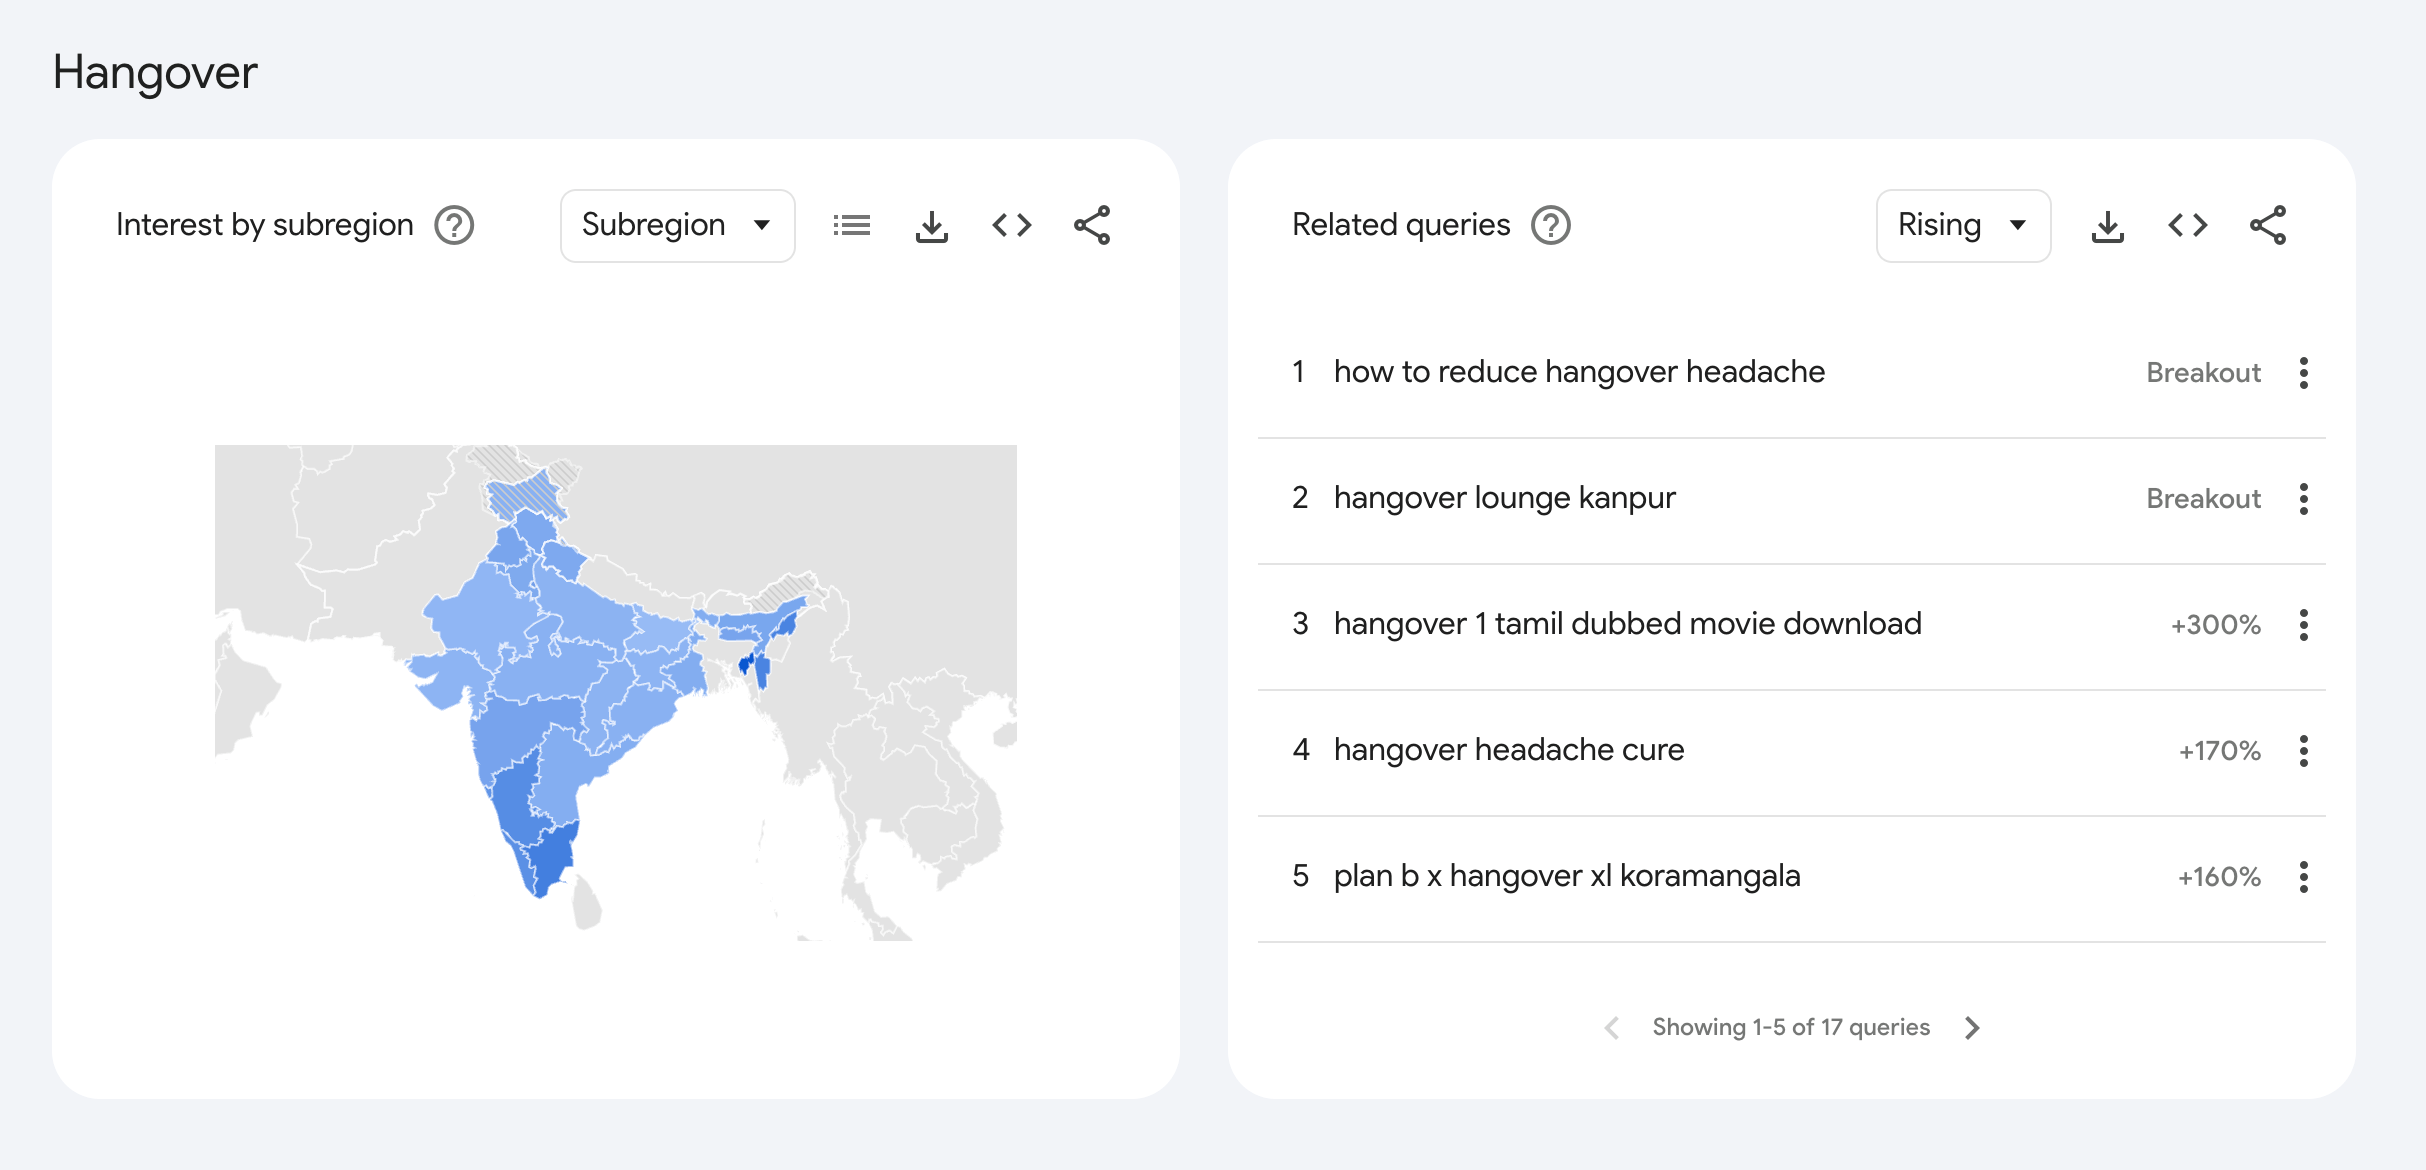 Hangover
Interest by subregion
Subregion
Related queries
Rising
1 how to reduce hangover headache Breakout
2 hangover lounge kanpur Breakout
3 hangover 1 tamil dubbed movie download +300%
4 hangover headache cure +170%
5 plan b x hangover xl koramangala +160%
Showing 1-5 of 17 queries